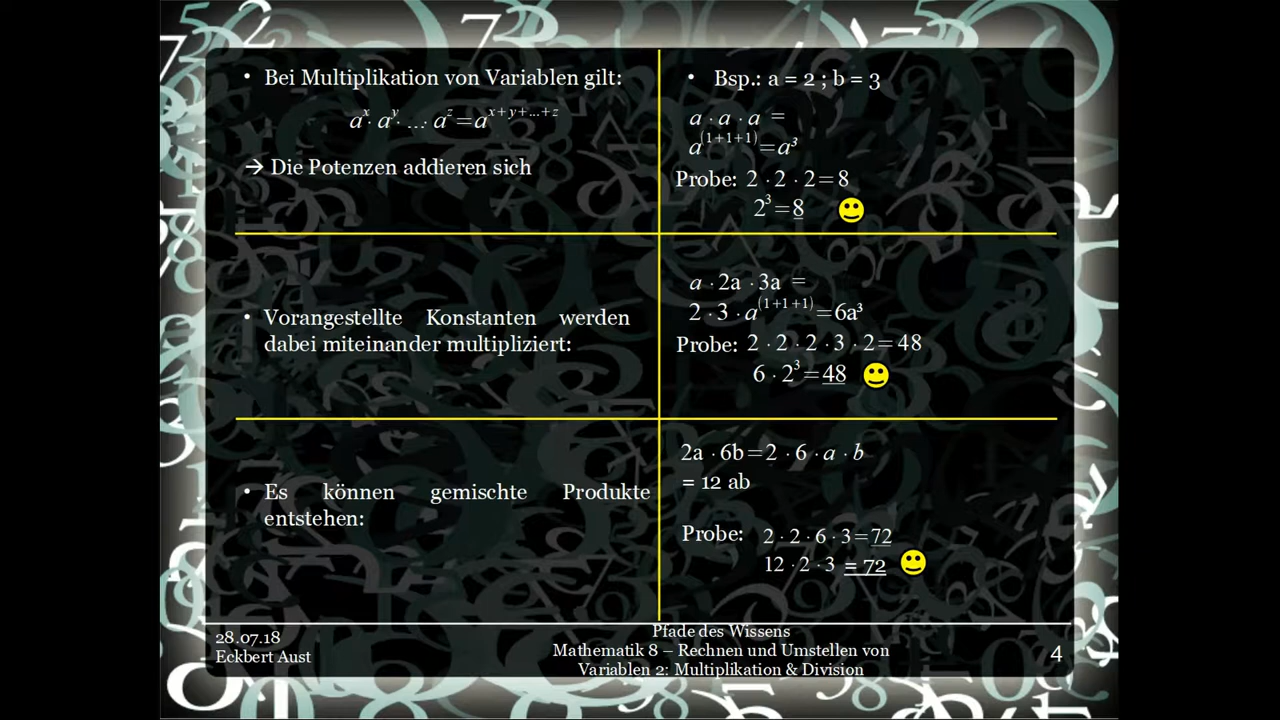 • Bei Multiplikation von Variablen gilt:
aˣ· aʸ· ...· aᶻ=aˣ⁺ʸ⁺···⁺ᶻ
→ Die Potenzen addieren sich
• Bsp.: a = 2 ; b = 3
a · a · a =
a⁽¹⁺¹⁺¹⁾=a³
Probe: 2 · 2 · 2=8
2³=8
• Vorangestellte Konstanten werden
dabei miteinander multipliziert:
a · 2a · 3a =
2 · 3 · a⁽¹⁺¹⁺¹⁾=6a³
Probe: 2 · 2 · 2 · 3 · 2=48
6 · 2³=48
• Es können gemischte Produkte
entstehen:
2a · 6b=2 · 6 · a · b
= 12 ab
Probe: 2 · 2 · 6 · 3=72
12 · 2 · 3 = 72
28.07.18
Eckbert Aust
Pfade des Wissens
Mathematik 8 – Rechnen und Umstellen von
Variablen 2: Multiplikation & Division
4